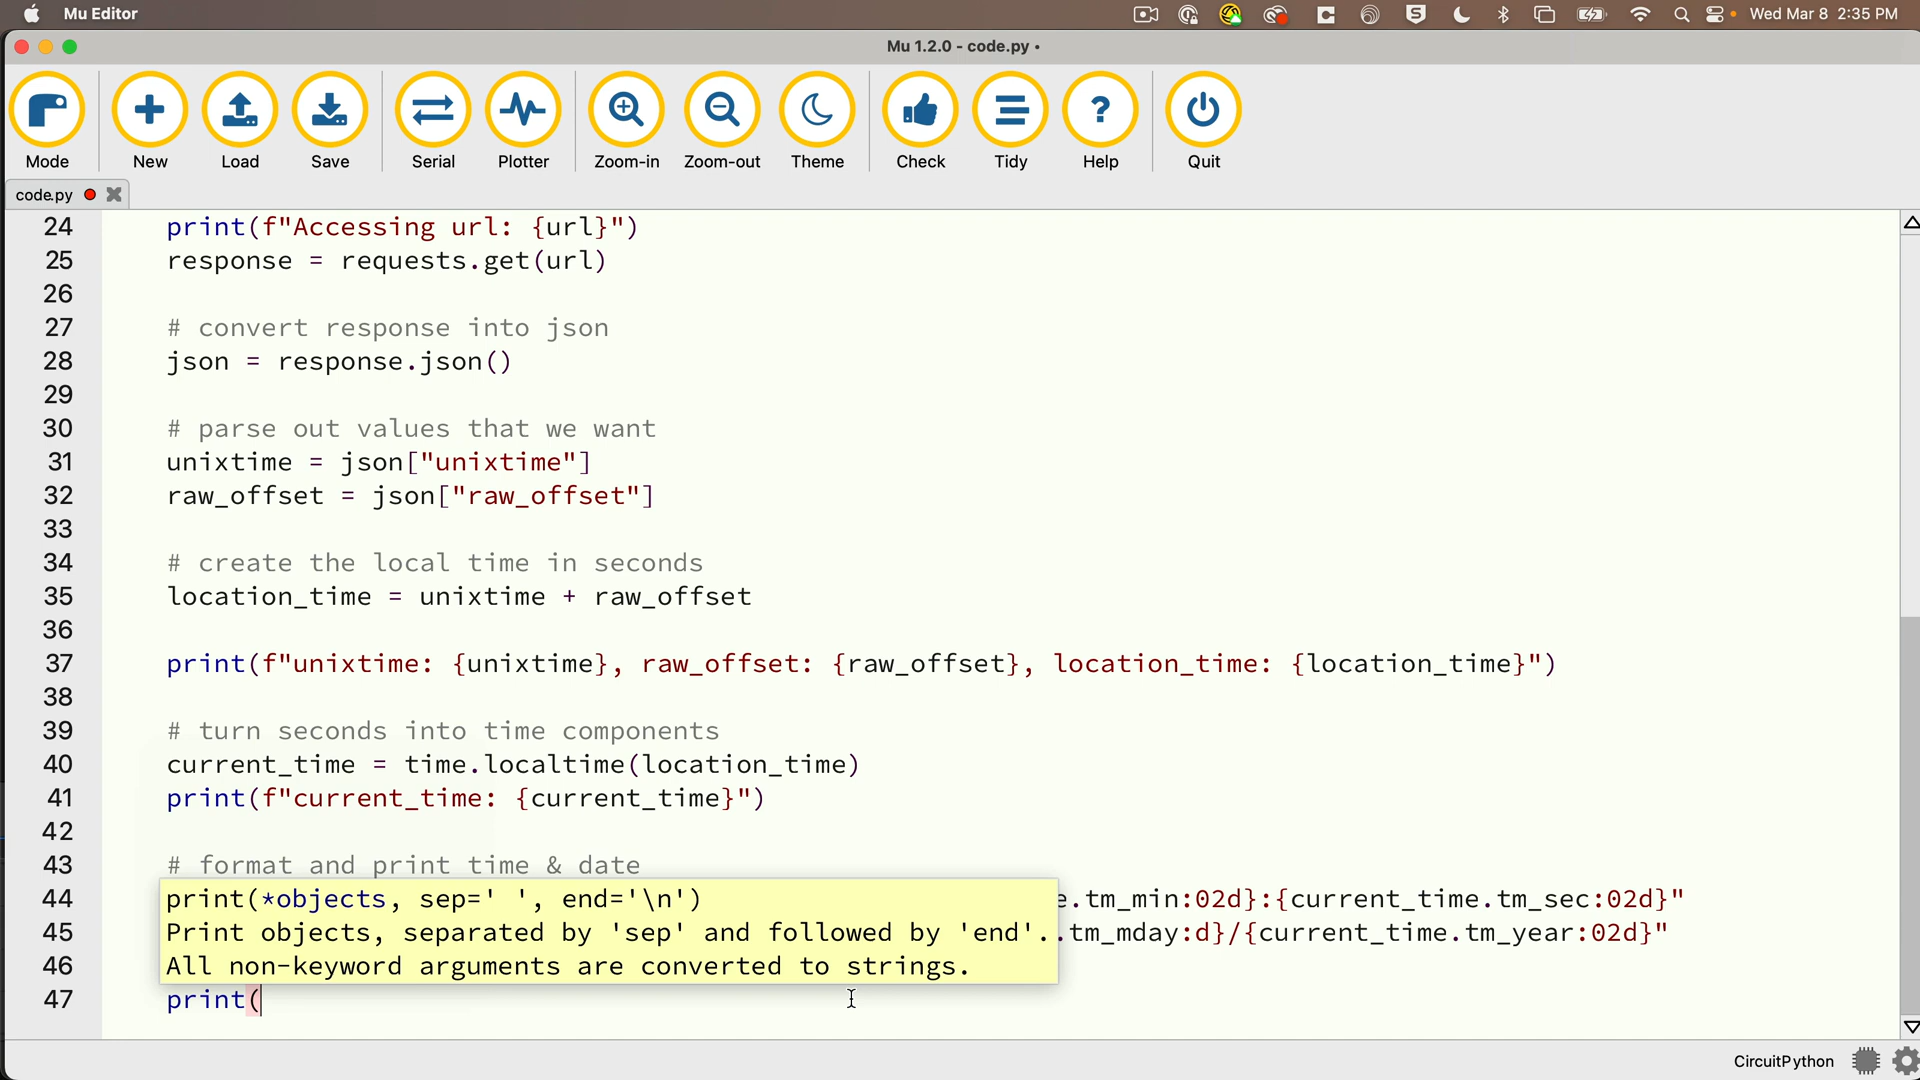 Mu Editor
Wed Mar 8 2:35 PM
Mu 1.2.0 - code.py •
Mode New Load Save Serial Plotter Zoom-in Zoom-out Theme Check Tidy Help Quit
code.py
24 print(f"Accessing url: {url}")
25 response = requests.get(url)
26
27 # convert response into json
28 json = response.json()
29
30 # parse out values that we want
31 unixtime = json["unixtime"]
32 raw_offset = json["raw_offset"]
33
34 # create the local time in seconds
35 location_time = unixtime + raw_offset
36
37 print(f"unixtime: {unixtime}, raw_offset: {raw_offset}, location_time: {location_time}")
38
39 # turn seconds into time components
40 current_time = time.localtime(location_time)
41 print(f"current_time: {current_time}")
42
43 # format and print time & date
44 print(*objects, sep=' ', end='\n') e.tm_min:02d}:{current_time.tm_sec:02d}"
45 Print objects, separated by 'sep' and followed by 'end'. .tm_mday:d}/{current_time.tm_year:02d}"
46 All non-keyword arguments are converted to strings.
47 print(
CircuitPython